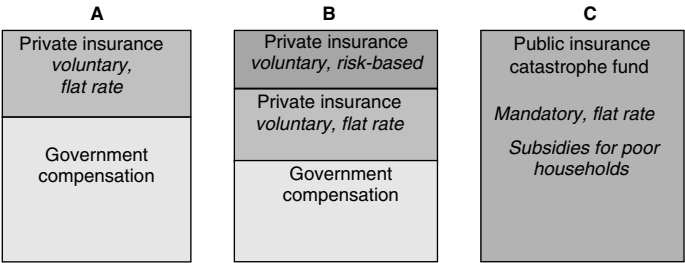 A
Private insurance
voluntary,
flat rate
Government
compensation
B
Private insurance
voluntary, risk-based
Private insurance
voluntary, flat rate
Government
compensation
C
Public insurance
catastrophe fund
Mandatory, flat rate
Subsidies for poor
households